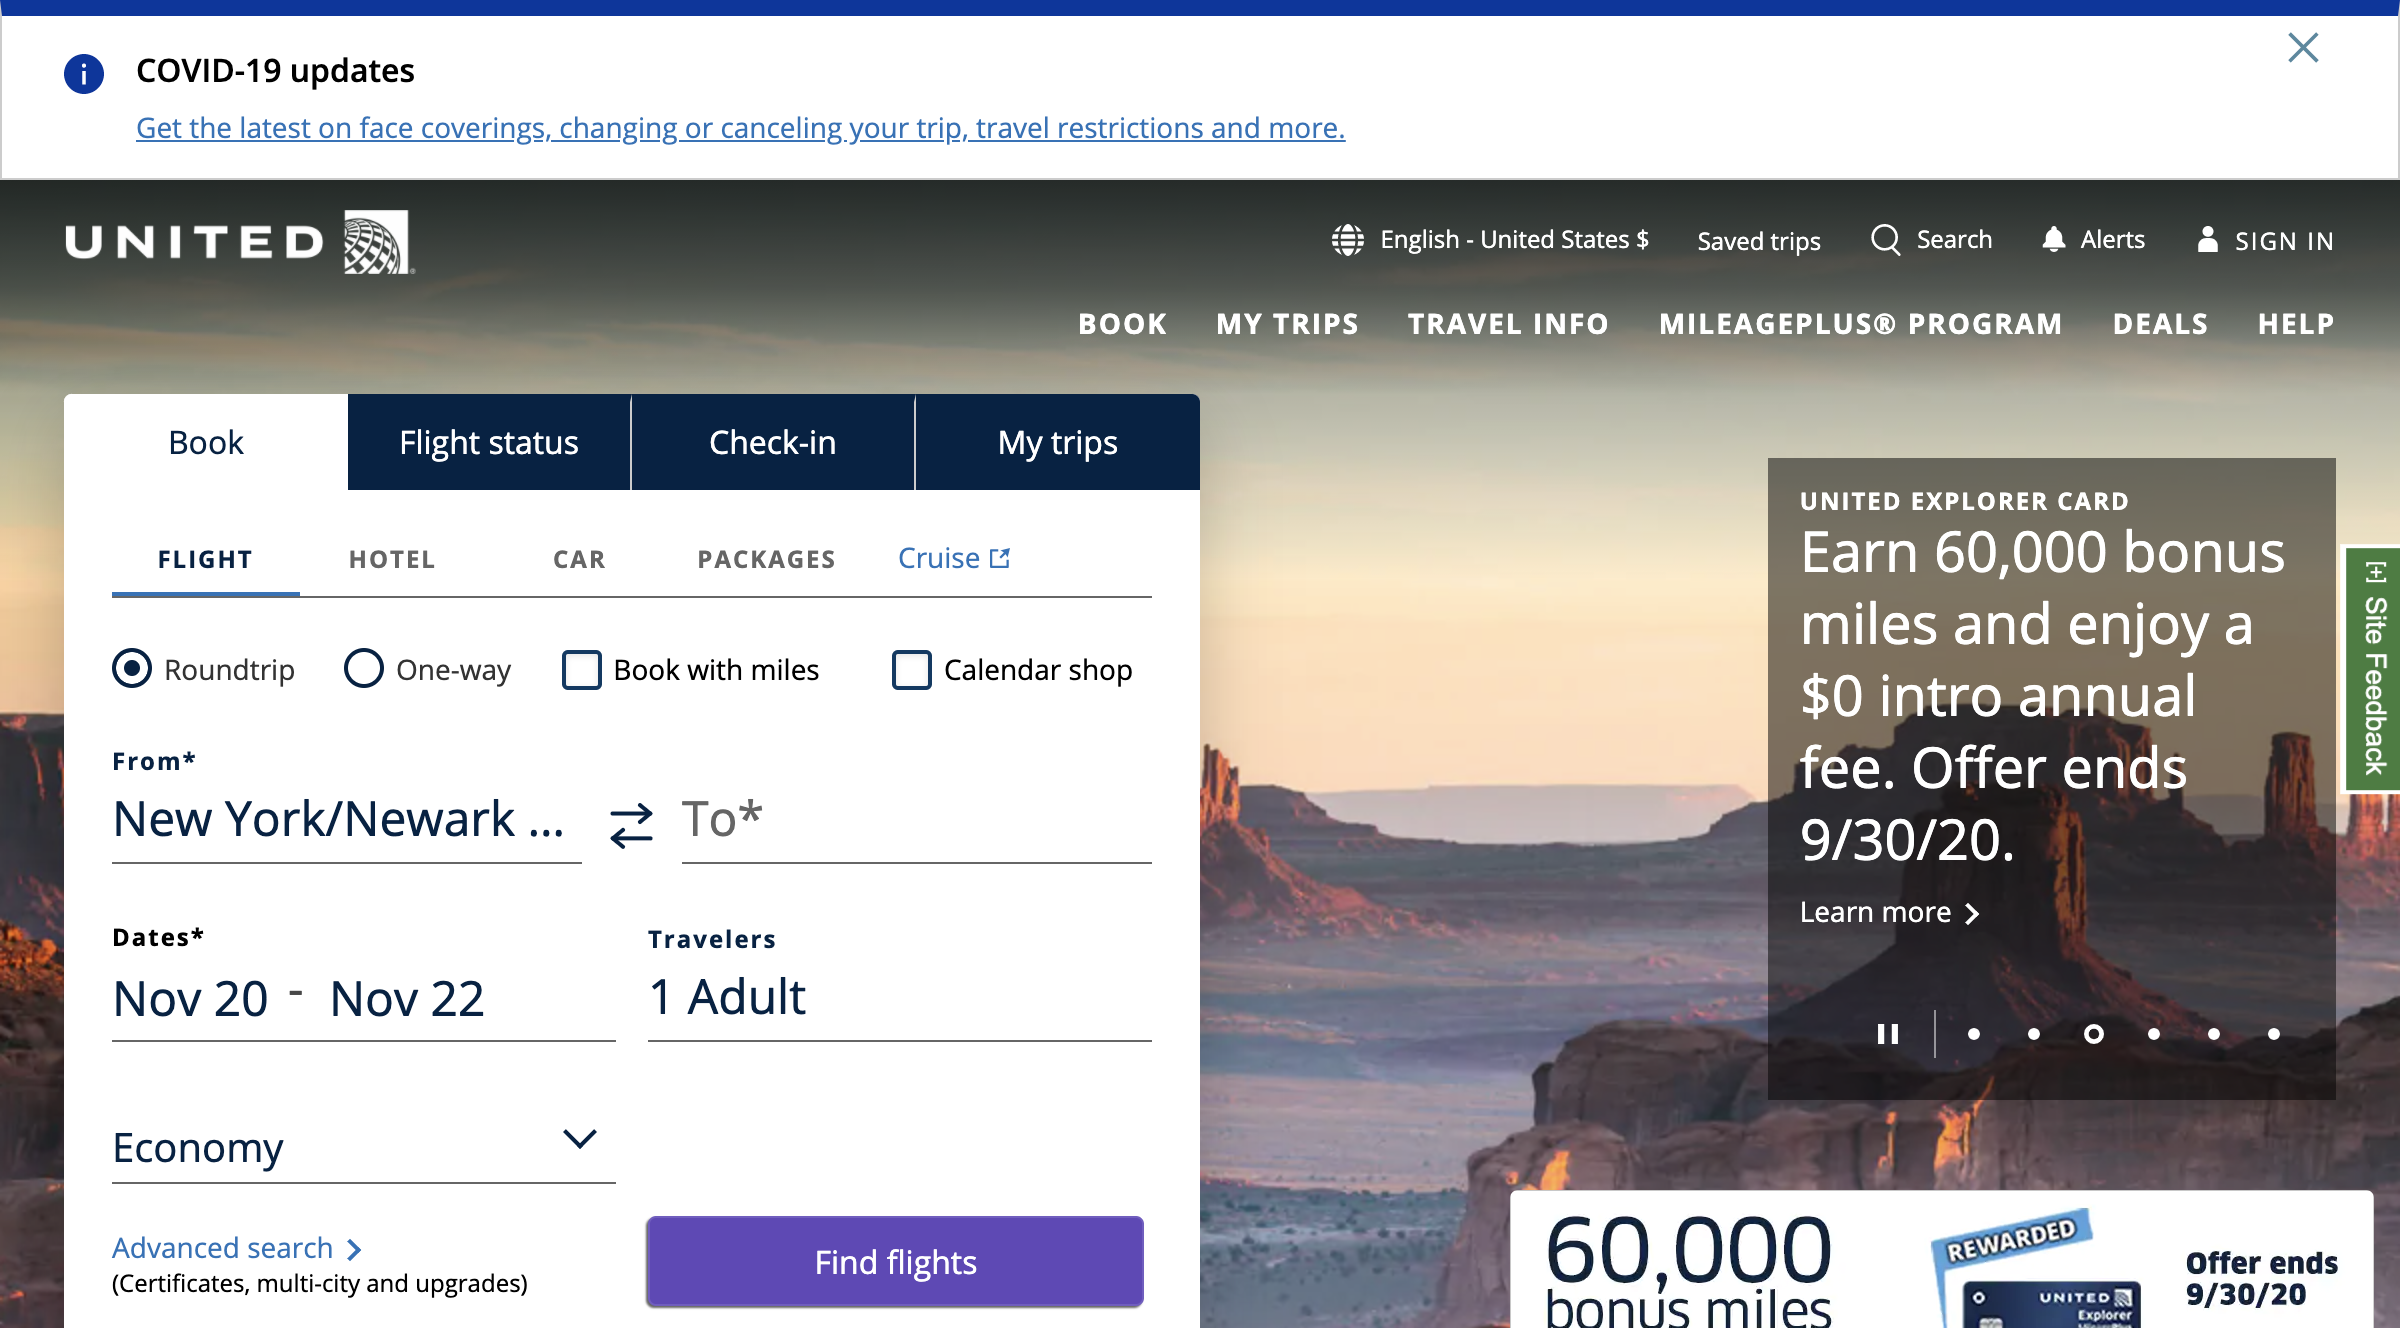 COVID-19 updates
Get the latest on face coverings, changing or canceling your trip, travel restrictions and more.
UNITED
English - United States $
Saved trips
Search
Alerts
SIGN IN
BOOK
MY TRIPS
TRAVEL INFO
MILEAGEPLUS® PROGRAM
DEALS
HELP
Book
Flight status
Check-in
My trips
FLIGHT
HOTEL
CAR
PACKAGES
Cruise
Roundtrip
One-way
Book with miles
Calendar shop
From*
New York/Newark ...
To*
Dates*
Nov 20 - Nov 22
Travelers
1 Adult
Economy
Advanced search
(Certificates, multi-city and upgrades)
Find flights
UNITED EXPLORER CARD
Earn 60,000 bonus
miles and enjoy a
$0 intro annual
fee. Offer ends
9/30/20.
Learn more
[+] Site Feedback
60,000
bonus miles
REWARDED
UNITED
Explorer
Offer ends
9/30/20